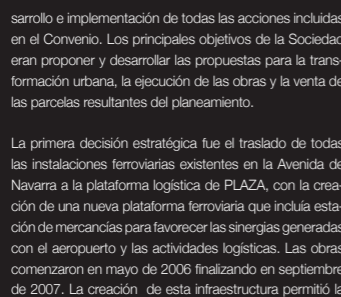 sarrollo e implementación de todas las acciones incluidas
en el Convenio. Los principales objetivos de la Sociedad
eran proponer y desarrollar las propuestas para la trans-
formación urbana, la ejecución de las obras y la venta de
las parcelas resultantes del planeamiento.

La primera decisión estratégica fue el traslado de todas
las instalaciones ferroviarias existentes en la Avenida de
Navarra a la plataforma logística de PLAZA, con la crea-
ción de una nueva plataforma ferroviaria que incluía esta-
ción de mercancías para favorecer las sinergias generadas
con el aeropuerto y las actividades logísticas. Las obras
comenzaron en mayo de 2006 finalizando en septiembre
de 2007. La creación de esta infraestructura permitió la